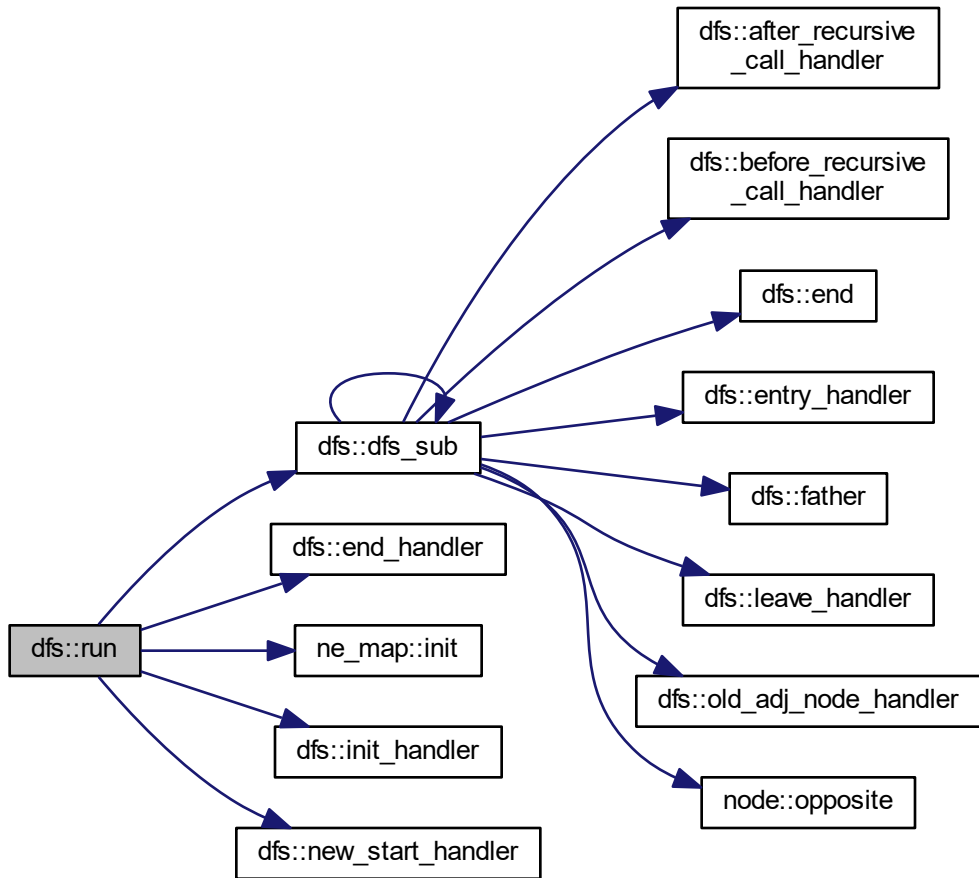 dfs::after_recursive
_call_handler
dfs::before_recursive
_call_handler
dfs::end
dfs::entry_handler
dfs::dfs_sub
dfs::father
dfs::end_handler
dfs::leave_handler
dfs::run
ne_map::init
dfs::old_adj_node_handler
dfs::init_handler
node::opposite
dfs::new_start_handler